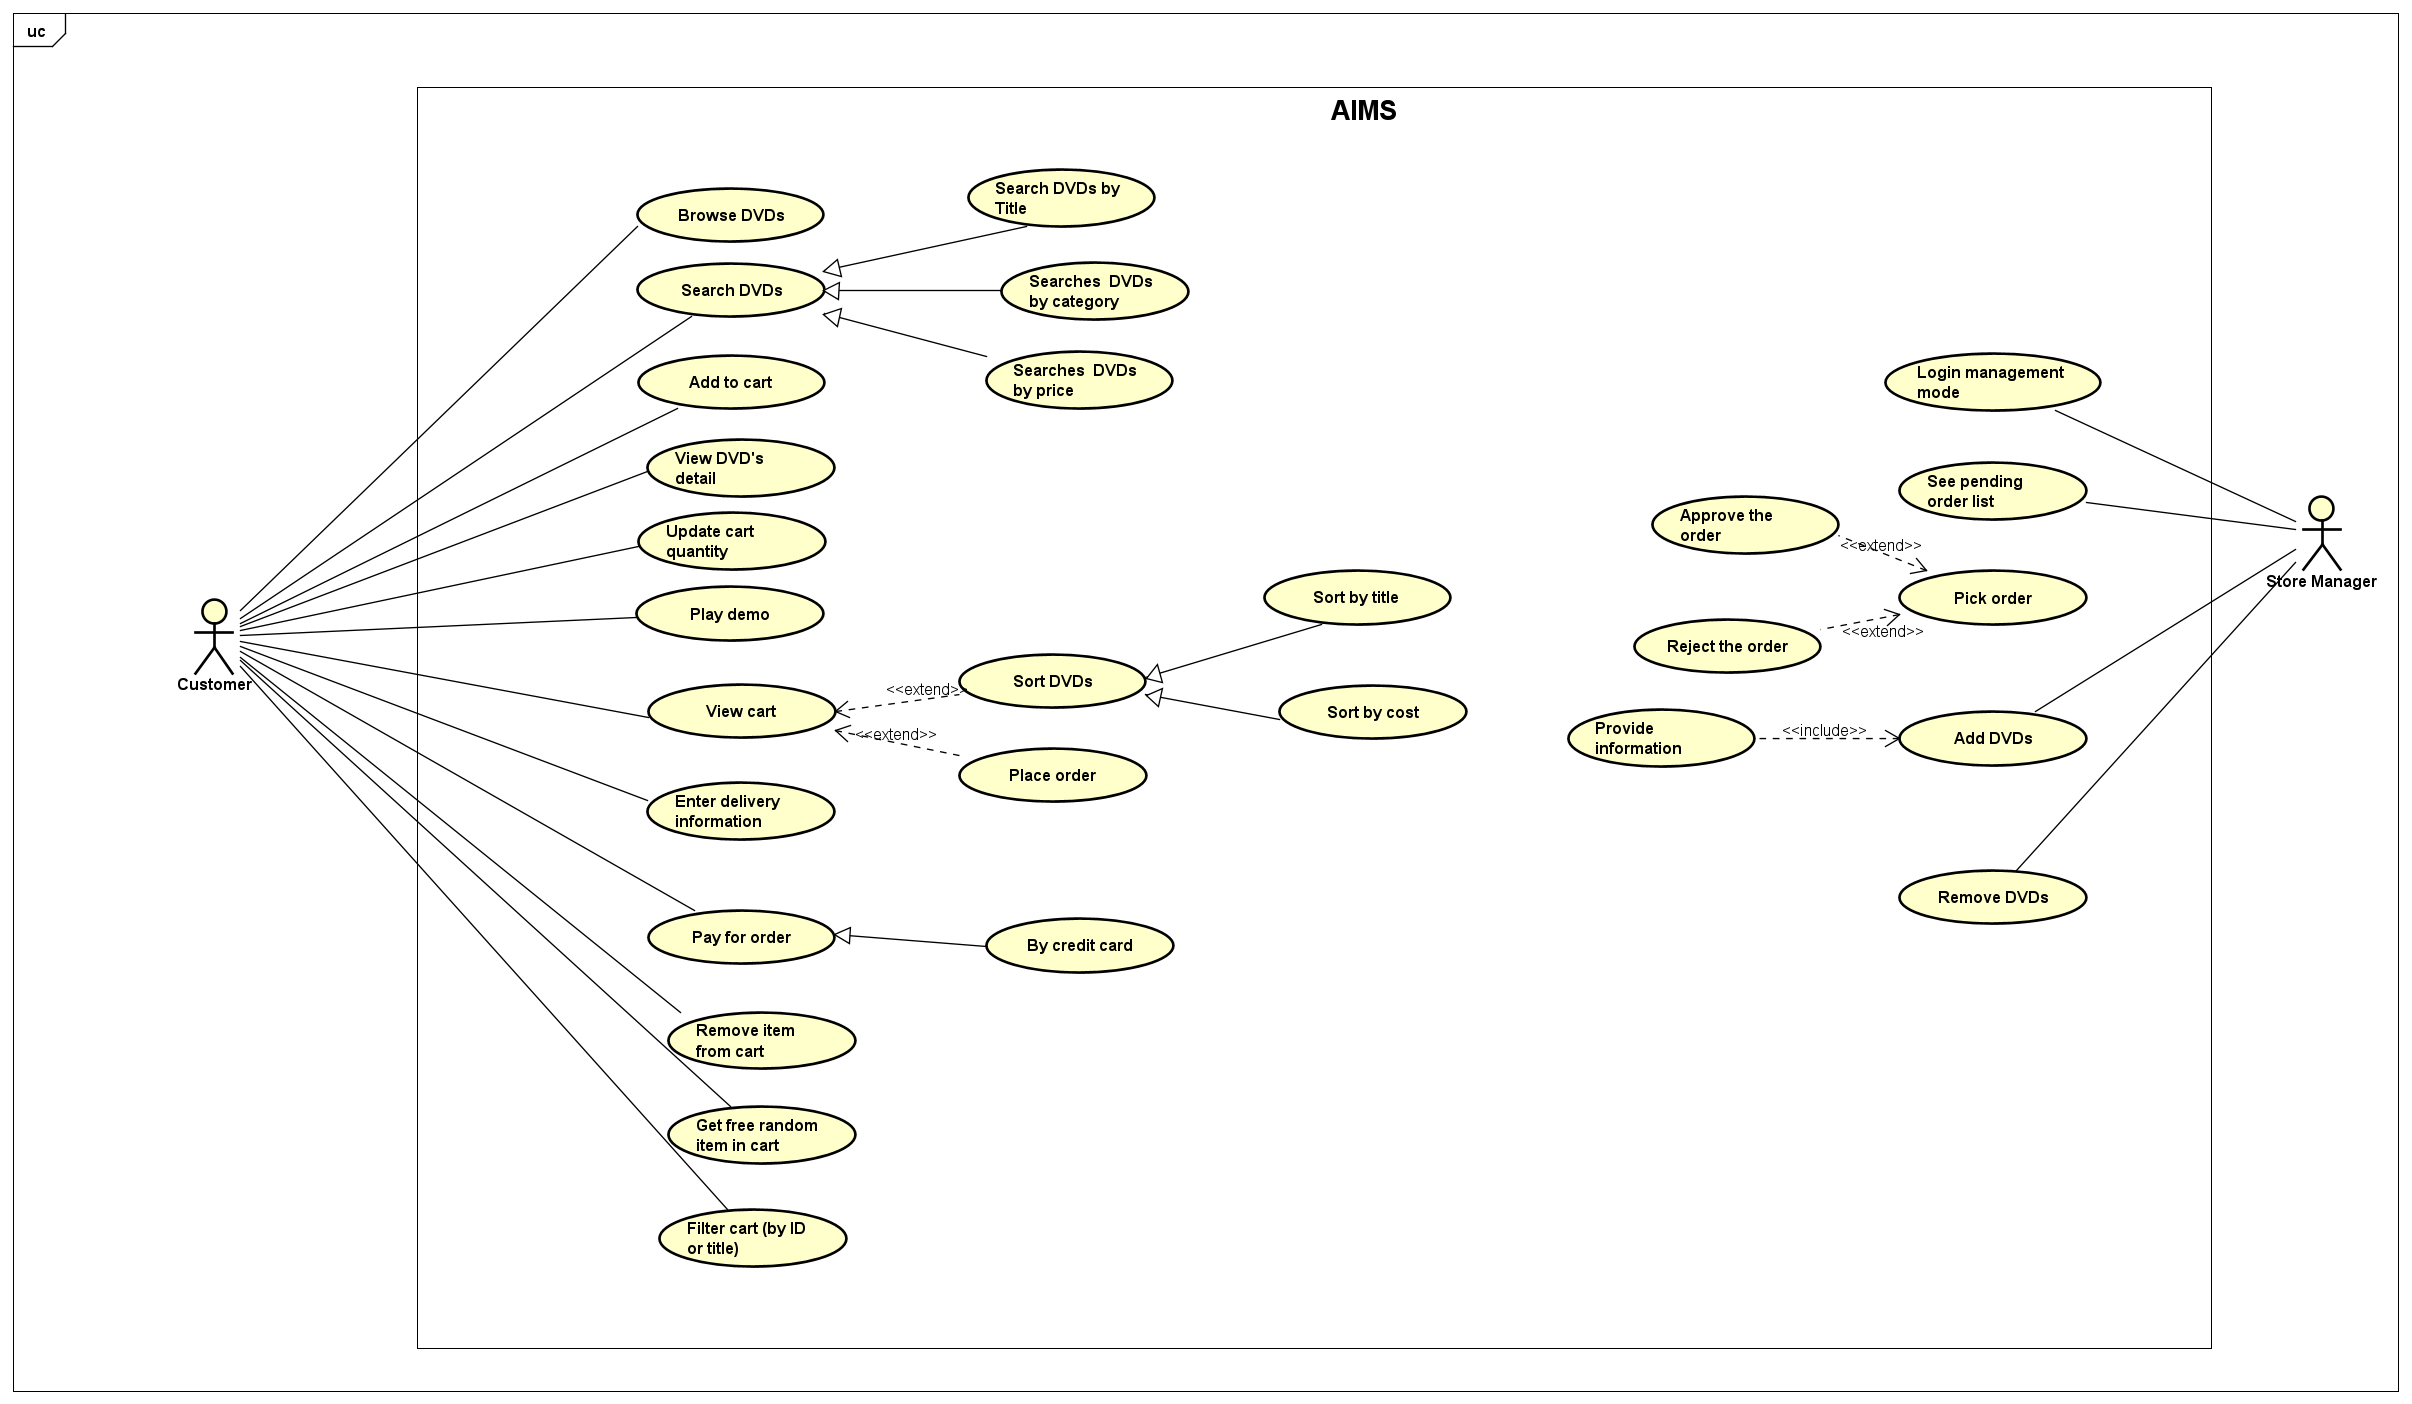 uc
AIMS
Browse DVDs
Search DVDs by
Title
Search DVDs
Searches  DVDs
by category
Searches  DVDs
by price
Add to cart
View DVD's
detail
Update cart
quantity
Play demo
View cart
<<extend>>
Sort DVDs
Sort by title
Sort by cost
<<extend>>
Place order
Enter delivery
information
Pay for order
By credit card
Remove item
from cart
Get free random
item in cart
Filter cart (by ID
or title)
Customer
Login management
mode
See pending
order list
Approve the
order
<<extend>>
Pick order
Reject the order
<<extend>>
Provide
information
<<include>>
Add DVDs
Remove DVDs
Store Manager